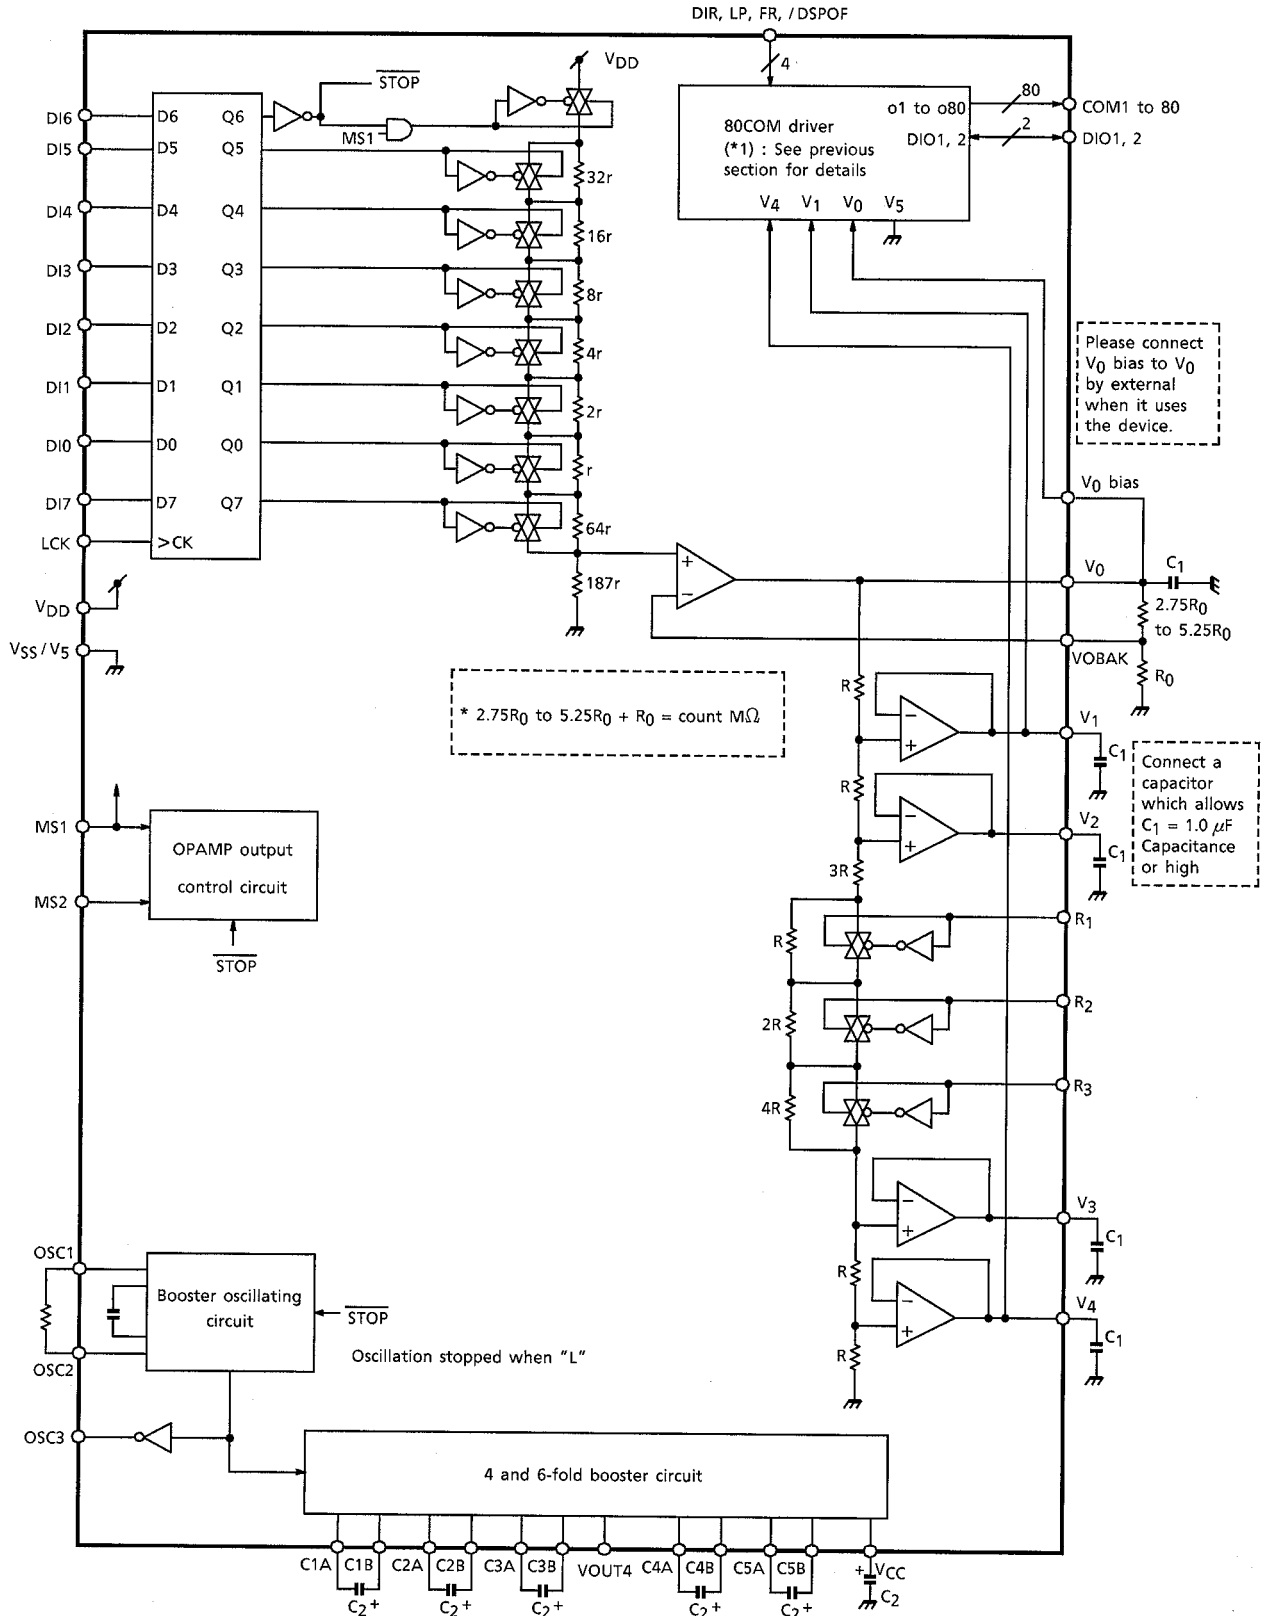 DIR, LP, FR, /DSPOF
4
VDD
STOP
MS1
DI6
DI5
DI4
DI3
DI2
DI1
DI0
DI7
LCK
D6
D5
D4
D3
D2
D1
D0
D7
>CK
Q6
Q5
Q4
Q3
Q2
Q1
Q0
Q7
32r
16r
8r
4r
2r
r
64r
187r
80COM driver
(*1) : See previous
section for details
o1 to o80
DIO1, 2
V4 V1 V0 V5
80
COM1 to 80
2
DIO1, 2
Please connect
V0 bias to V0
by external
when it uses
the device.
V0 bias
V0
C1
2.75R0
to 5.25R0
VOBAK
R0
+
−
VDD
VSS/V5
* 2.75R0 to 5.25R0 + R0 = count MΩ
R
−
+
V1
C1
R
−
+
V2
C1
Connect a
capacitor
which allows
C1 = 1.0 μF
Capacitance
or high
3R
R
R1
2R
R2
4R
R3
MS1
MS2
OPAMP output
control circuit
STOP
−
+
V3
C1
R
−
+
V4
C1
R
OSC1
OSC2
OSC3
Booster oscillating
circuit
STOP
Oscillation stopped when "L"
4 and 6-fold booster circuit
C1A C1B C2A C2B C3A C3B VOUT4 C4A C4B C5A C5B + VCC
C2 + C2 + C2 + C2 + C2 + C2